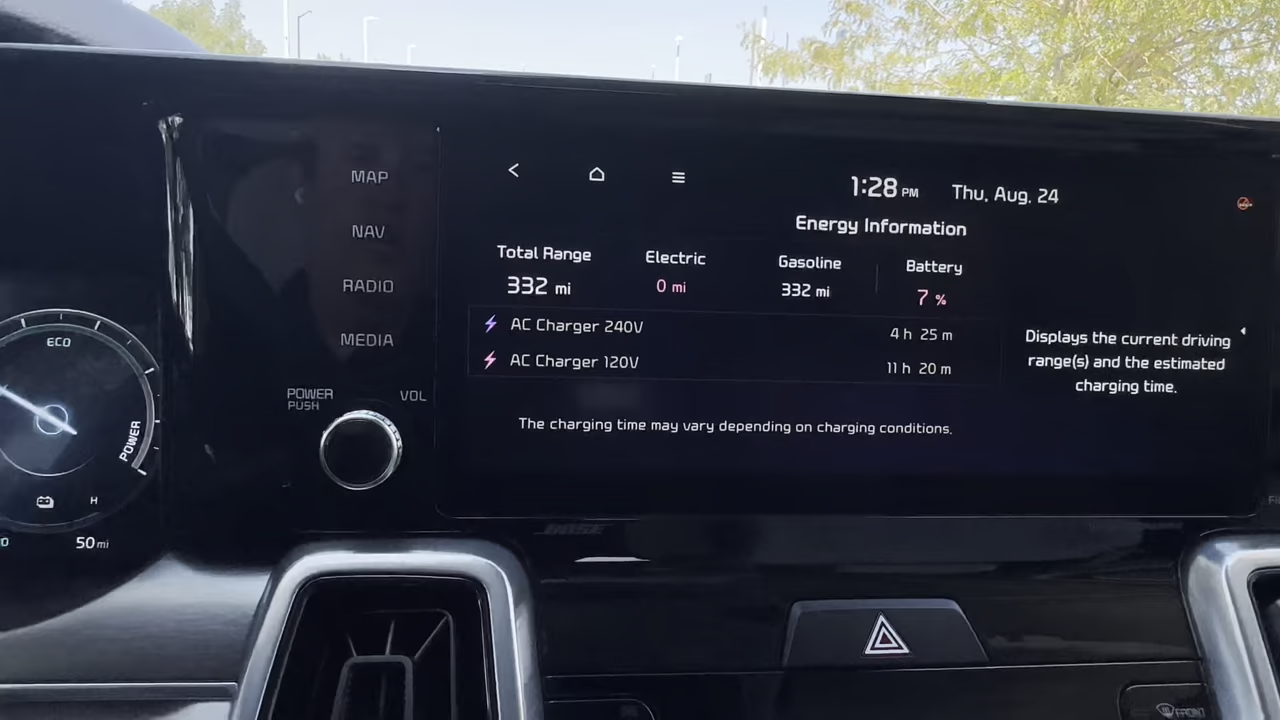 MAP
NAV
RADIO
MEDIA
POWER
PUSH
VOL
1:28 PM Thu, Aug. 24
Energy Information
Total Range Electric Gasoline Battery
332 mi 0 mi 332 mi 7 %
AC Charger 240V 4 h 25 m
AC Charger 120V 11 h 20 m
The charging time may vary depending on charging conditions.
Displays the current driving
range(s) and the estimated
charging time.
ECO
POWER
H
50 mi
BOSE
FRONT